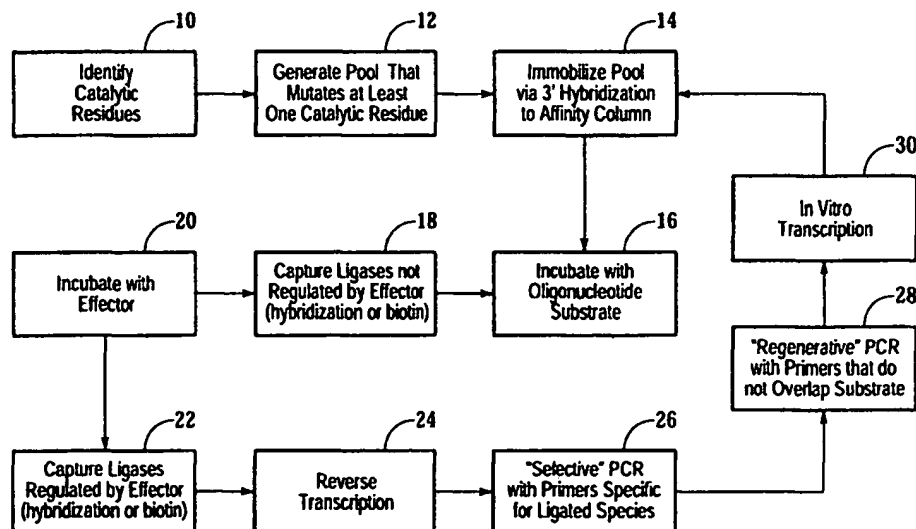 10
Identify
Catalytic
Residues
12
Generate Pool That
Mutates at Least
One Catalytic Residue
14
Immobilize Pool
via 3' Hybridization
to Affinity Column
30
In Vitro
Transcription
20
Incubate with
Effector
18
Capture Ligases not
Regulated by Effector
(hybridization or biotin)
16
Incubate with
Oligonucleotide
Substrate
28
"Regenerative" PCR
with Primers that do
not Overlap Substrate
22
Capture Ligases
Regulated by Effector
(hybridization or biotin)
24
Reverse
Transcription
26
"Selective" PCR
with Primers Specific
for Ligated Species